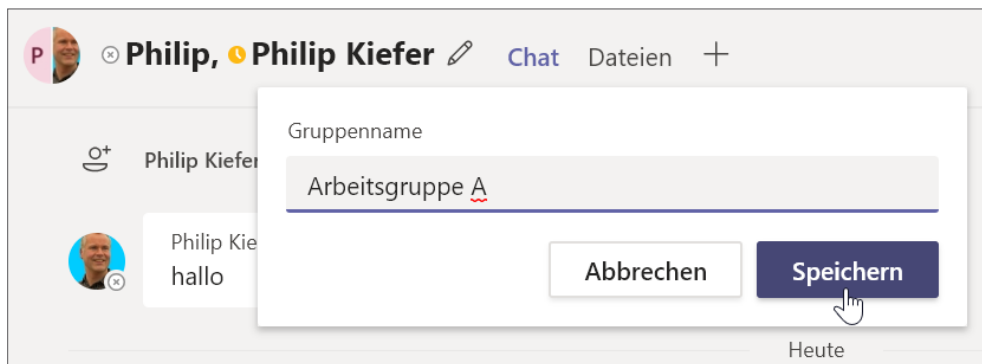 P Philip, Philip Kiefer Chat Dateien
Gruppenname
Philip Kiefer
Arbeitsgruppe A
Philip Kie
hallo
Abbrechen Speichern
Heute